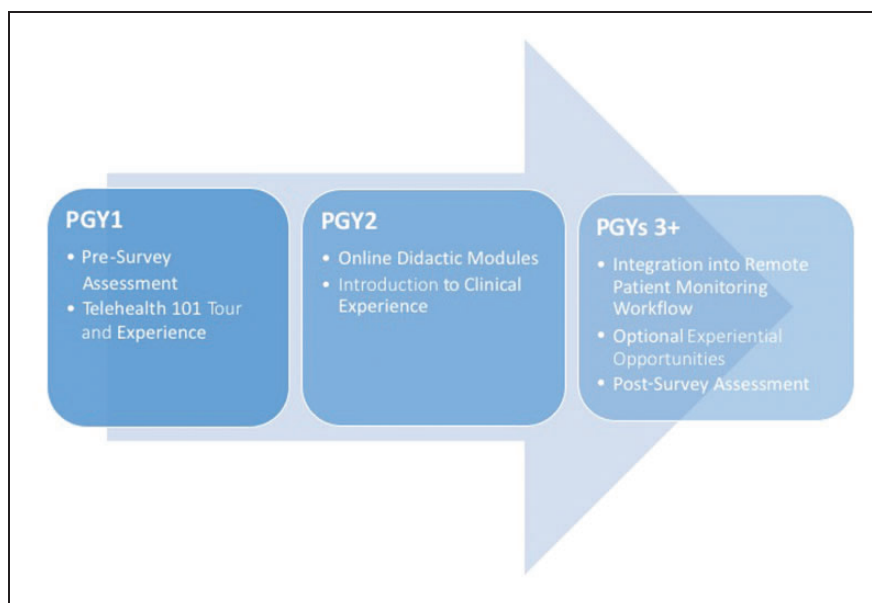 PGY1
• Pre-Survey
Assessment
• Telehealth 101 Tour
and Experience
PGY2
• Online Didactic Modules
• Introduction to Clinical
Experience
PGYs 3+
• Integration into Remote
Patient Monitoring
Workflow
• Optional Experiential
Opportunities
• Post-Survey Assessment